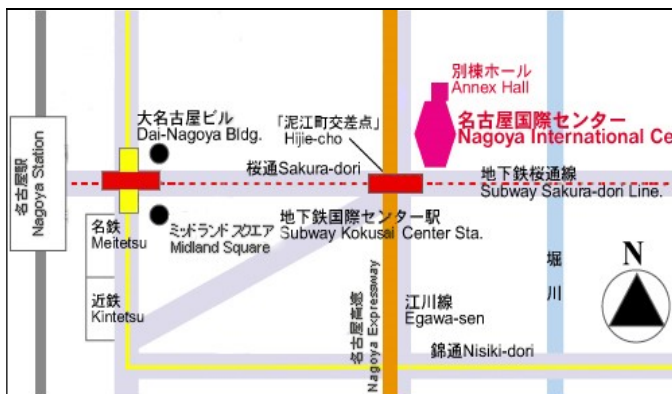 別棟ホール
Annex Hall
名古屋国際センター
Nagoya International Ce
大名古屋ビル
Dai-Nagoya Bldg.
「泥江町交差点」
Hijie-cho
名古屋駅
Nagoya Station
桜通Sakura-dori
地下鉄桜通線
Subway Sakura-don Line.
名鉄
Meitetsu
ミッドランドスクエア
Midland Square
地下鉄国際センター駅
Subway Kokusai Center Sta.
堀川
N
近鉄
Kintetsu
名古屋高速
Nagoya Expressway
江川線
Egawa-sen
錦通Nisiki-dori